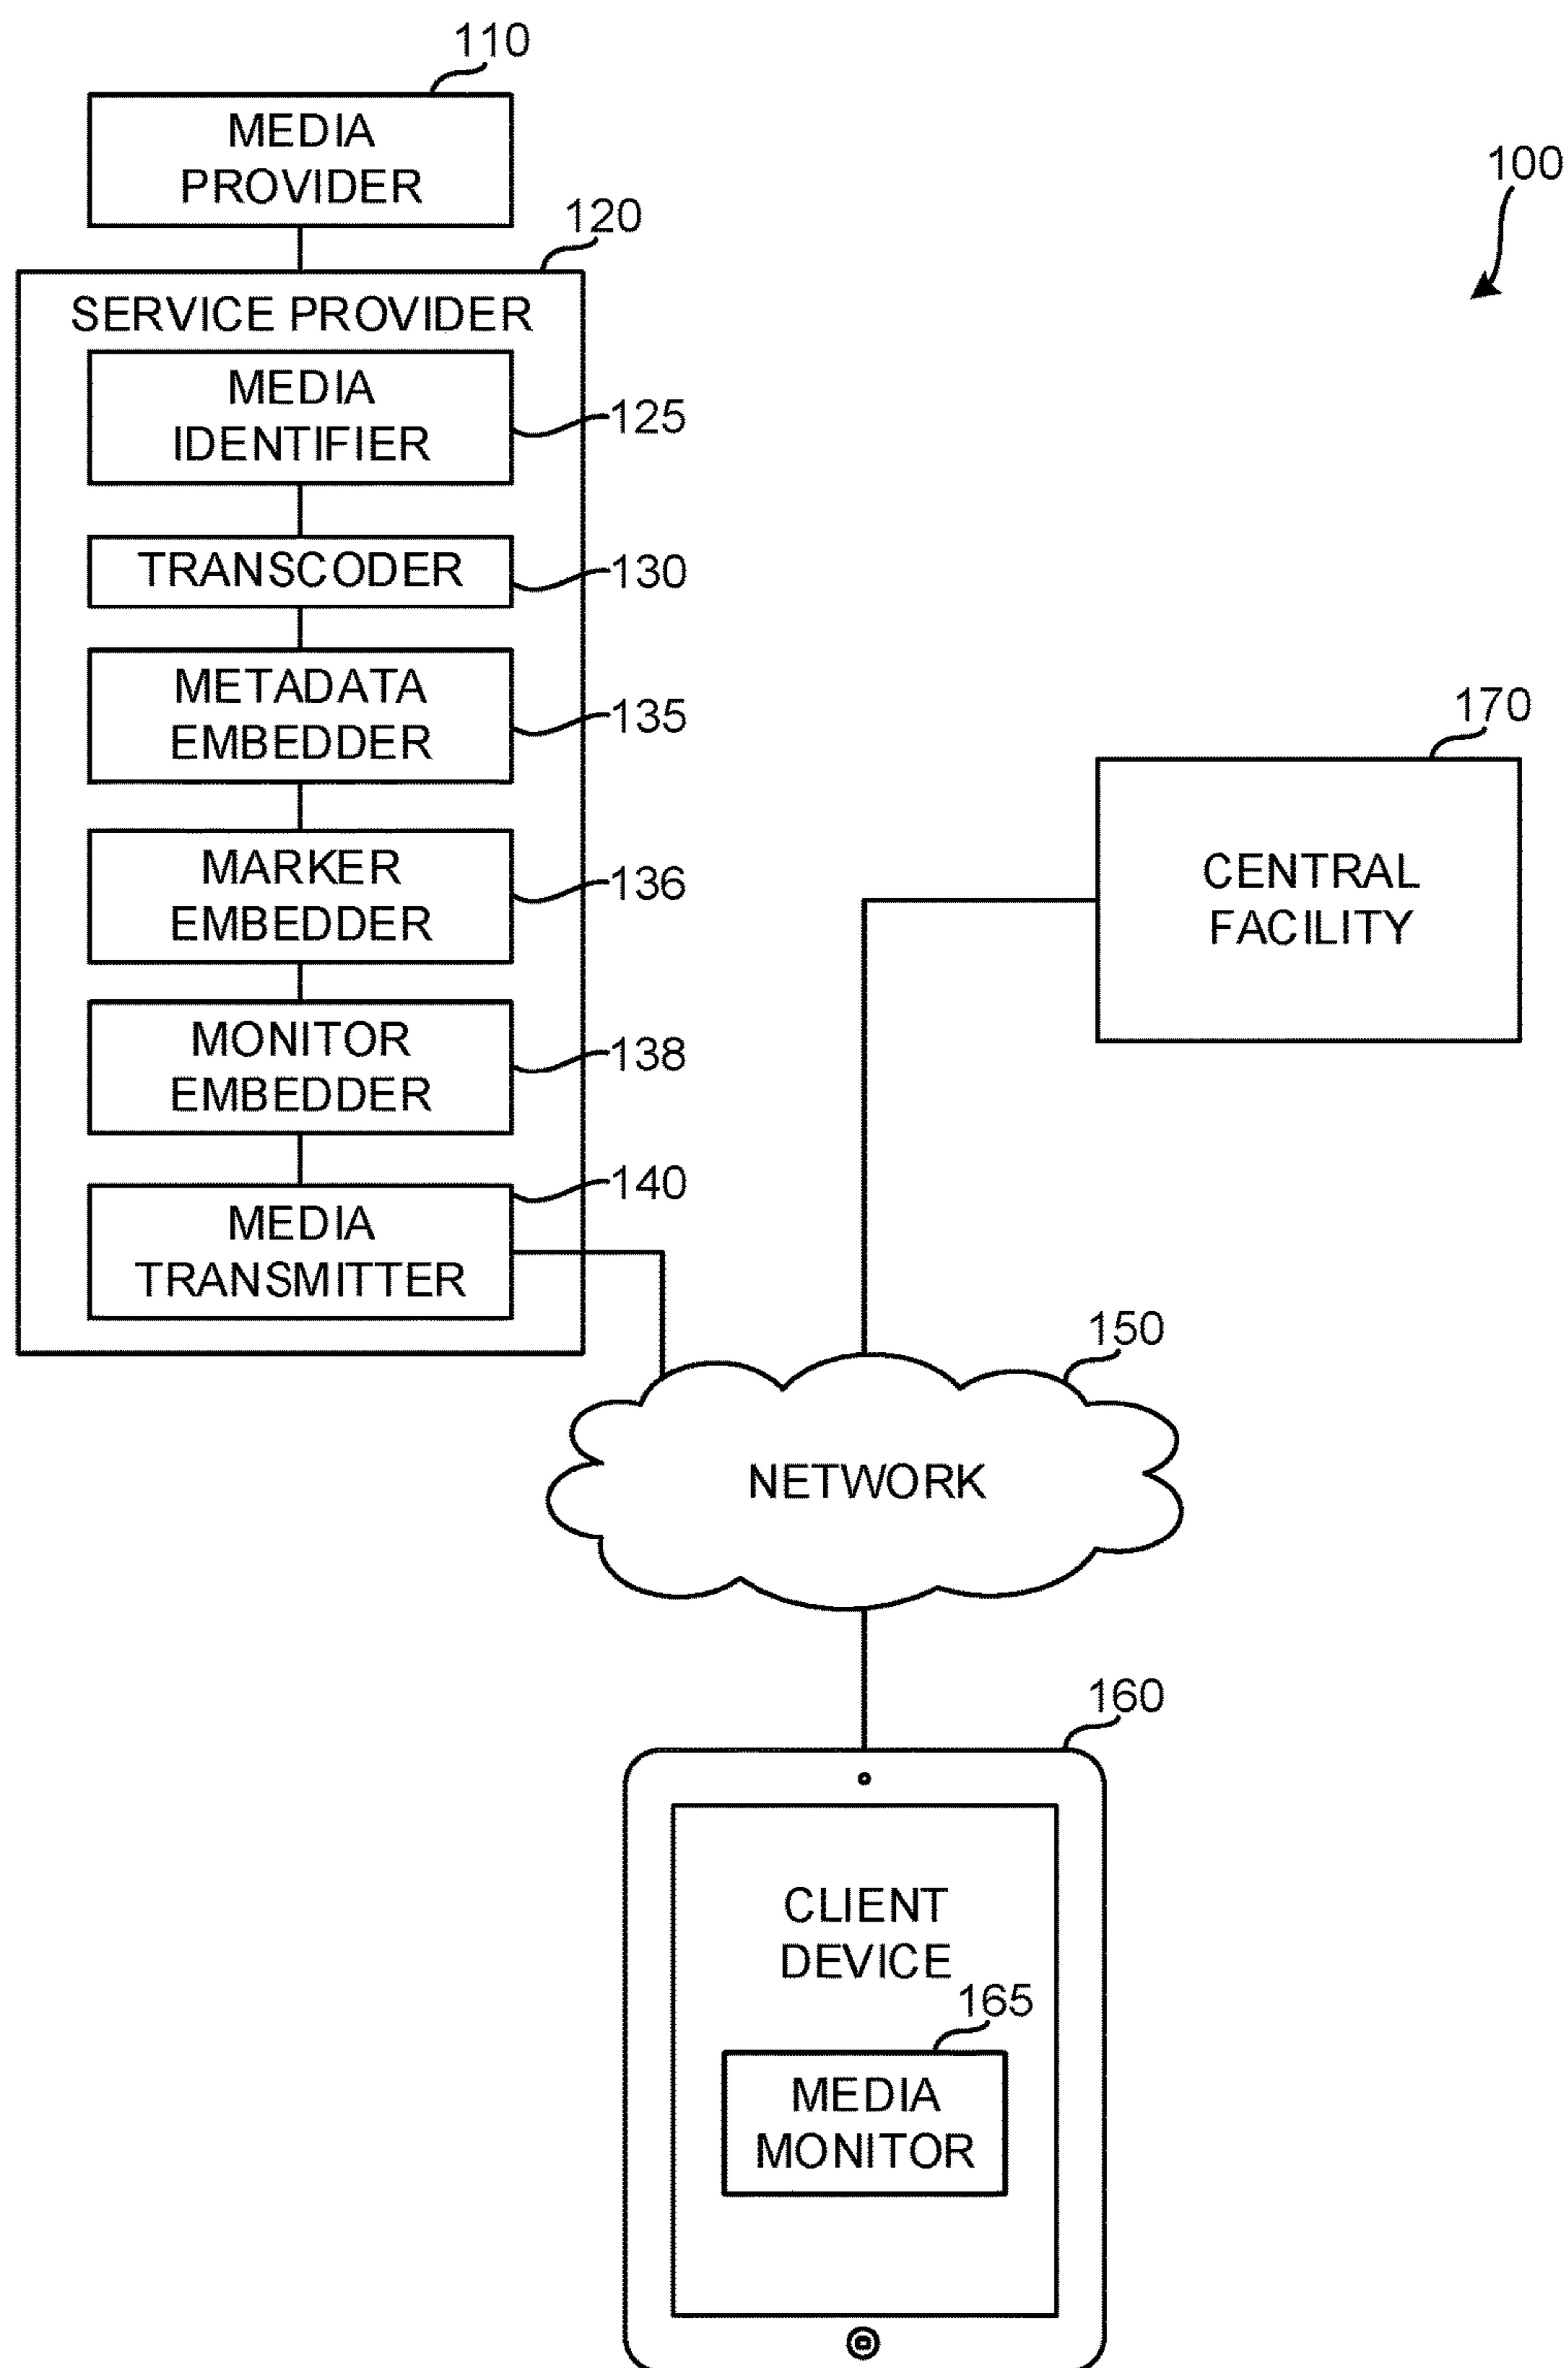 110
MEDIA
PROVIDER
100
120
SERVICE PROVIDER
MEDIA
IDENTIFIER
125
TRANSCODER
130
METADATA
EMBEDDER
135
MARKER
EMBEDDER
136
MONITOR
EMBEDDER
138
MEDIA
TRANSMITTER
140
170
CENTRAL
FACILITY
150
NETWORK
160
CLIENT
DEVICE
165
MEDIA
MONITOR